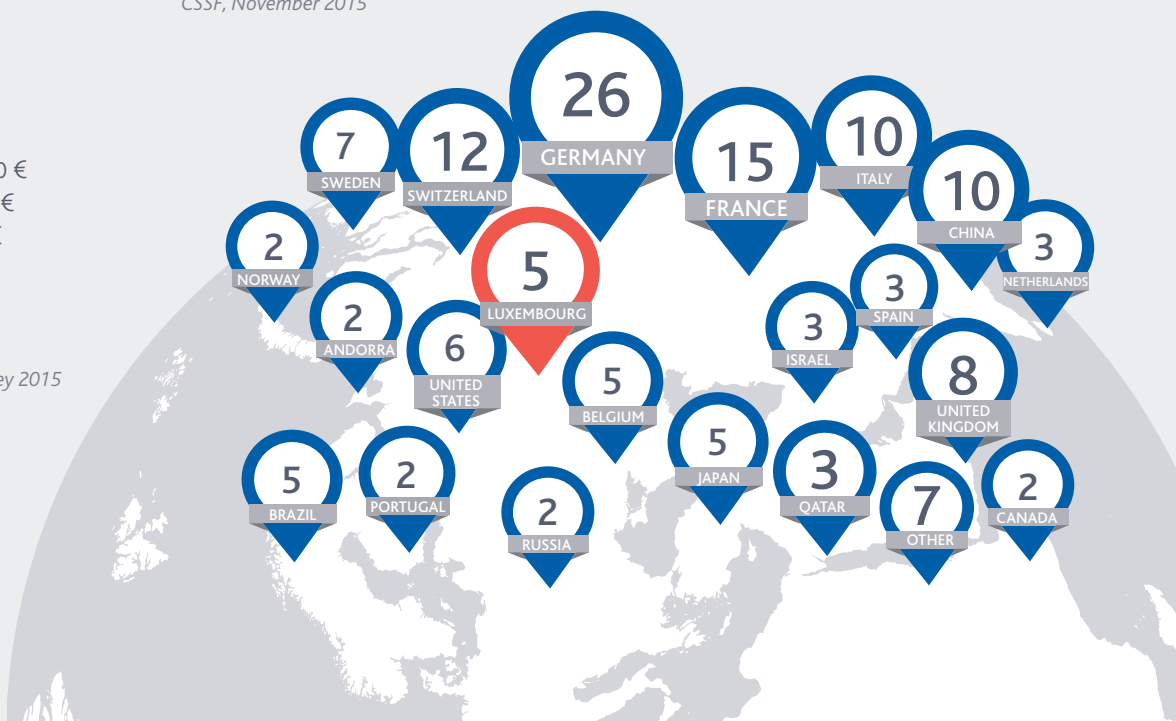 CSSF, November 2015
26
GERMANY
7
SWEDEN
12
SWITZERLAND
15
FRANCE
10
ITALY
10
CHINA
0 €
€
2
NORWAY
5
LUXEMBOURG
3
NETHERLANDS
3
SPAIN
2
ANDORRA
6
UNITED
STATES
3
ISRAEL
8
UNITED
KINGDOM
ey 2015
5
BELGIUM
5
JAPAN
5
BRAZIL
2
PORTUGAL
2
RUSSIA
3
QATAR
7
OTHER
2
CANADA